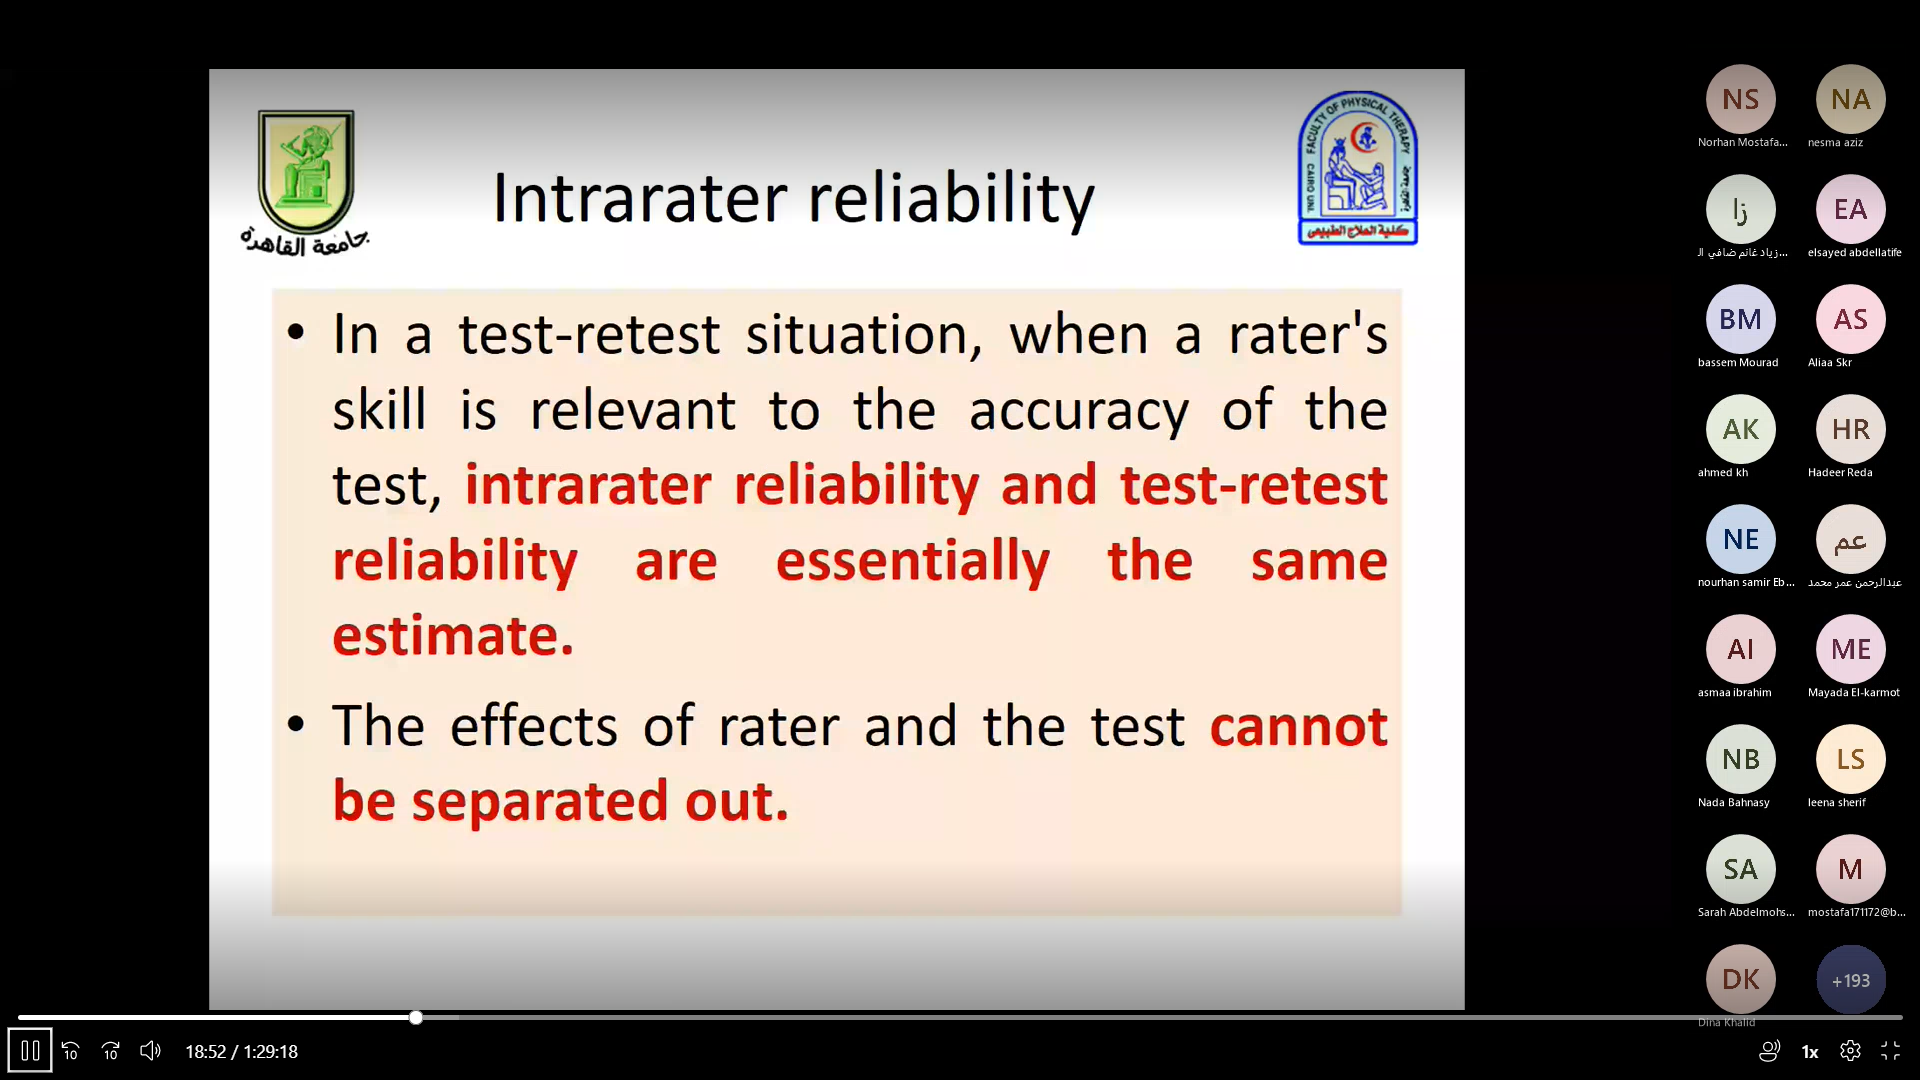 جامعة القاهرة
Intrarater reliability
FACULTY OF PHYSICAL THERAPY
CAIRO UNI.
كلية العلاج الطبيعى
• In a test-retest situation, when a rater's
skill is relevant to the accuracy of the
test, intrarater reliability and test-retest
reliability are essentially the same
estimate.
• The effects of rater and the test cannot
be separated out.
NS
Norhan Mostafa...
NA
nesma aziz
زا
زياد غانم ضافي ال...
EA
elsayed abdellatife
BM
bassem Mourad
AS
Aliaa Skr
AK
ahmed kh
HR
Hadeer Reda
NE
nourhan samir Eb...
عم
عبدالرحمن عمر محمد
AI
asmaa ibrahim
ME
Mayada El-karmot
NB
Nada Bahnasy
LS
leena sherif
SA
Sarah Abdelmohs...
M
mostafa171172@b...
DK
Dina Khalid
+193
10
10
18:52 / 1:29:18
1x